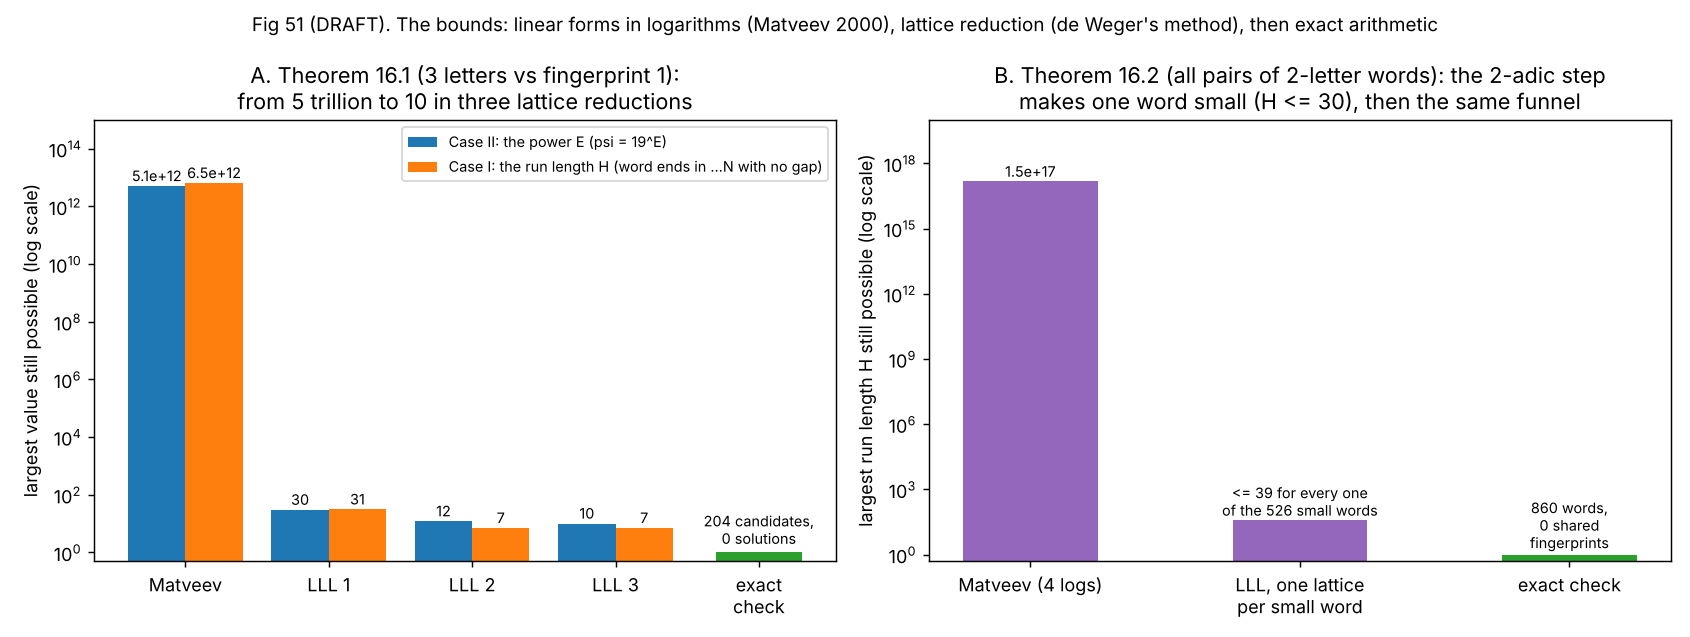 Fig 51 (DRAFT). The bounds: linear forms in logarithms (Matveev 2000), lattice reduction (de Weger's method), then exact arithmetic
A. Theorem 16.1 (3 letters vs fingerprint 1):
from 5 trillion to 10 in three lattice reductions
largest value still possible (log scale)
10^14
10^12
10^10
10^8
10^6
10^4
10^2
10^0
Case II: the power E (psi = 19^E)
Case I: the run length H (word ends in ...N with no gap)
5.1e+12
6.5e+12
30
31
12
7
10
7
204 candidates,
0 solutions
Matveev
LLL 1
LLL 2
LLL 3
exact
check
B. Theorem 16.2 (all pairs of 2-letter words): the 2-adic step
makes one word small (H <= 30), then the same funnel
largest run length H still possible (log scale)
10^18
10^15
10^12
10^9
10^6
10^3
10^0
1.5e+17
<= 39 for every one
of the 526 small words
860 words,
0 shared
fingerprints
Matveev (4 logs)
LLL, one lattice
per small word
exact check